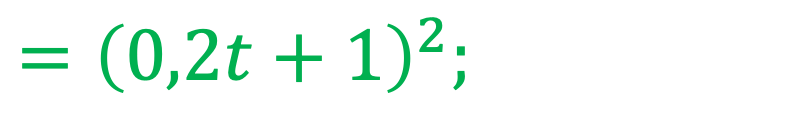 = (0,2t + 1)²;